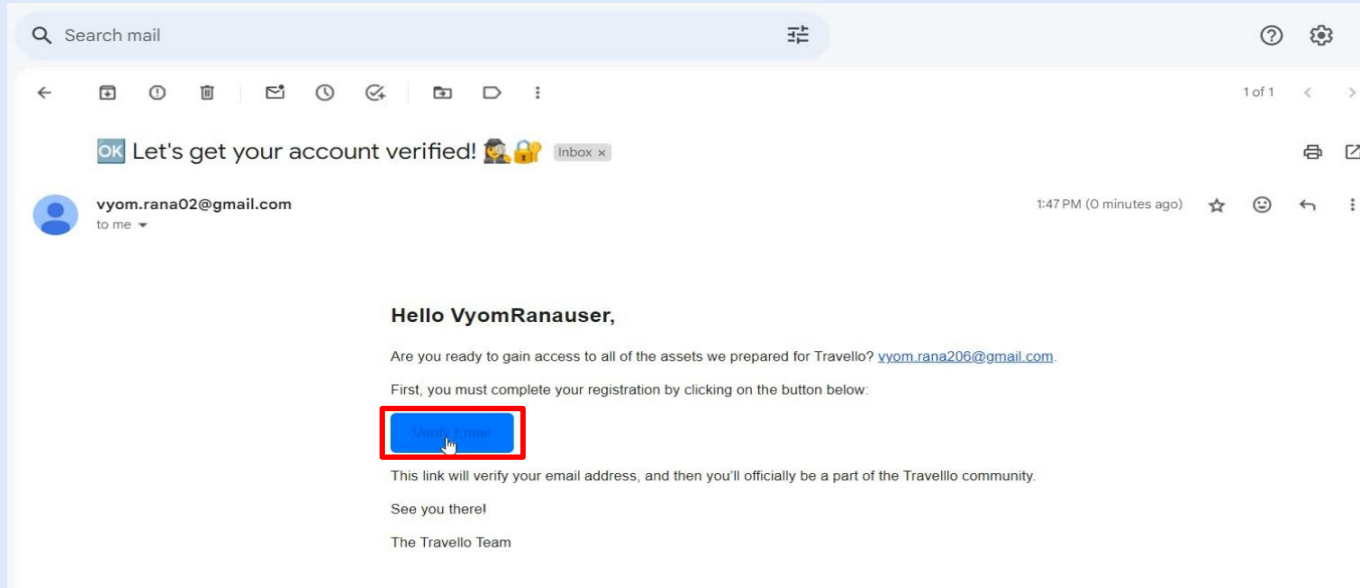 Search mail
1 of 1
🆗 Let's get your account verified! 🕵️🔐 Inbox ×
vyom.rana02@gmail.com
1:47 PM (0 minutes ago)
to me
Hello VyomRanauser,
Are you ready to gain access to all of the assets we prepared for Travello? vyom.rana206@gmail.com.
First, you must complete your registration by clicking on the button below:
Verify Email
This link will verify your email address, and then you'll officially be a part of the Travelllo community.
See you there!
The Travello Team